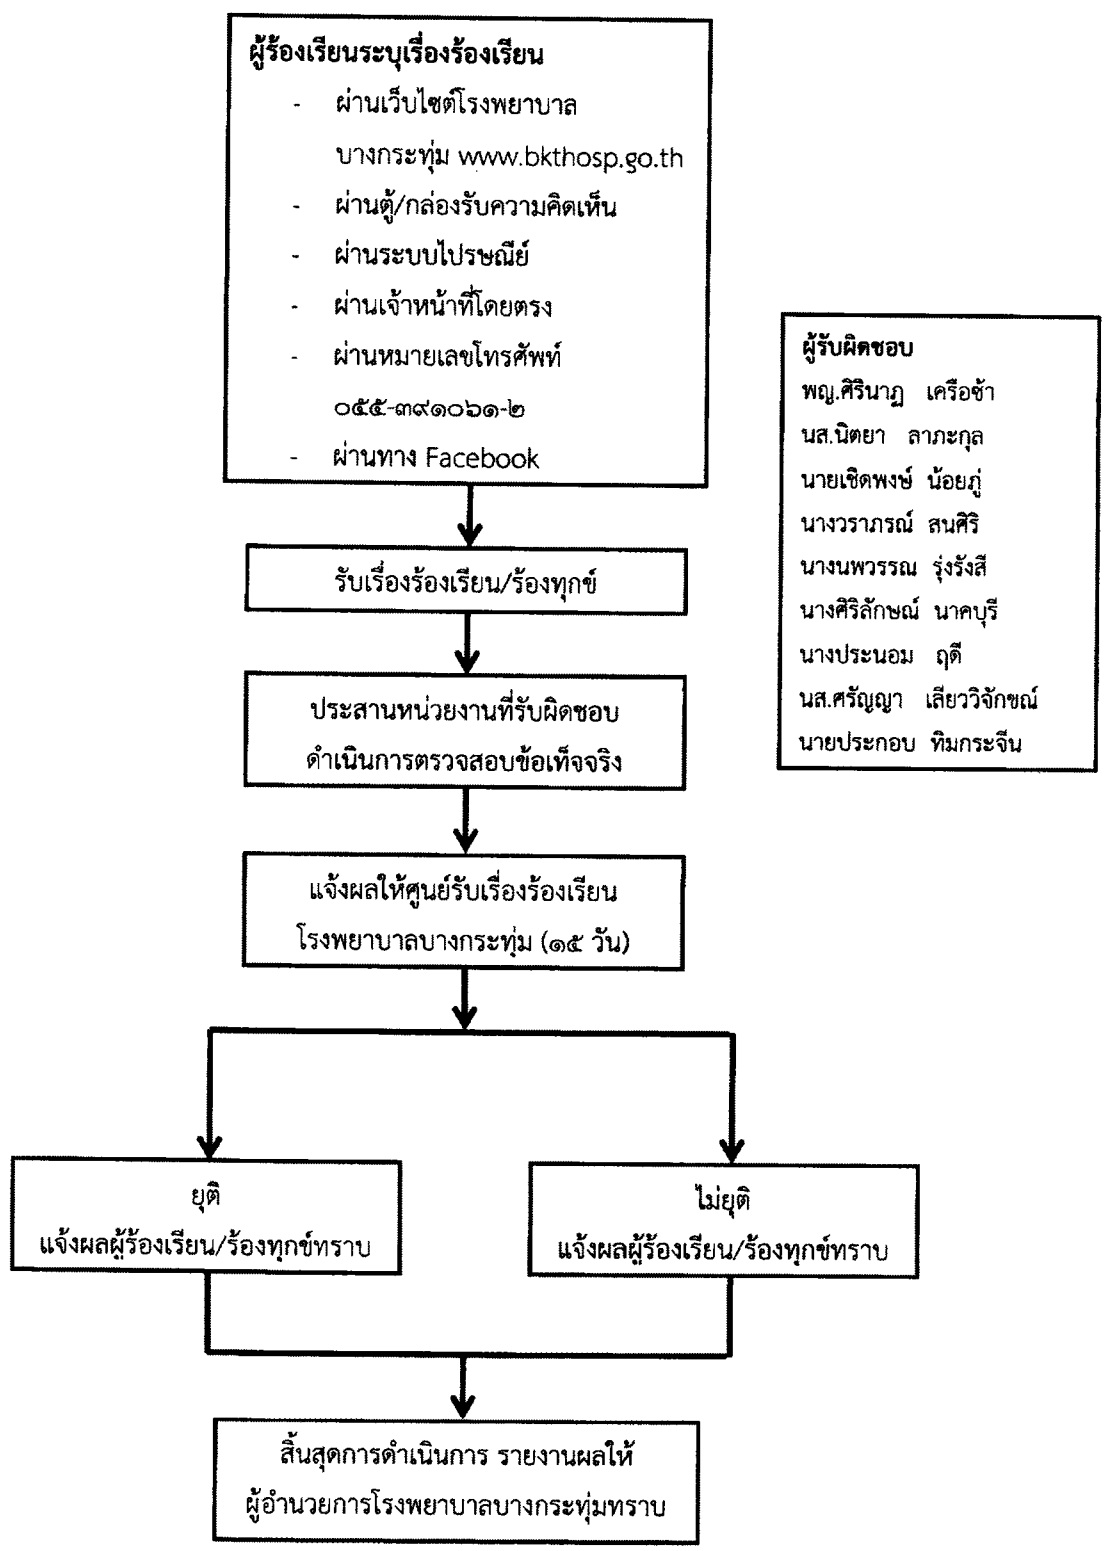 ผู้ร้องเรียนระบุเรื่องร้องเรียน
- ผ่านเว็บไซต์โรงพยาบาล
บางกระทุ่ม www.bkthosp.go.th
- ผ่านตู้/กล่องรับความคิดเห็น
- ผ่านระบบไปรษณีย์
- ผ่านเจ้าหน้าที่โดยตรง
- ผ่านหมายเลขโทรศัพท์
๐๕๕-๓๙๑๐๖๑-๒
- ผ่านทาง Facebook
รับเรื่องร้องเรียน/ร้องทุกข์
ประสานหน่วยงานที่รับผิดชอบ
ดำเนินการตรวจสอบข้อเท็จจริง
แจ้งผลให้ศูนย์รับเรื่องร้องเรียน
โรงพยาบาลบางกระทุ่ม (๑๕ วัน)
ยุติ
แจ้งผลผู้ร้องเรียน/ร้องทุกข์ทราบ
ไม่ยุติ
แจ้งผลผู้ร้องเรียน/ร้องทุกข์ทราบ
สิ้นสุดการดำเนินการ รายงานผลให้
ผู้อำนวยการโรงพยาบาลบางกระทุ่มทราบ
ผู้รับผิดชอบ
พญ.ศิรินาฏ เครือซ้า
นส.นิตยา ลาภะกุล
นายเชิดพงษ์ น้อยภู่
นางวราภรณ์ สนศิริ
นางนพวรรณ รุ่งรังสี
นางศิริลักษณ์ นาคบุรี
นางประนอม ฤดี
นส.ศรัญญา เลียววิจักขณ์
นายประกอบ ทิมกระจีน